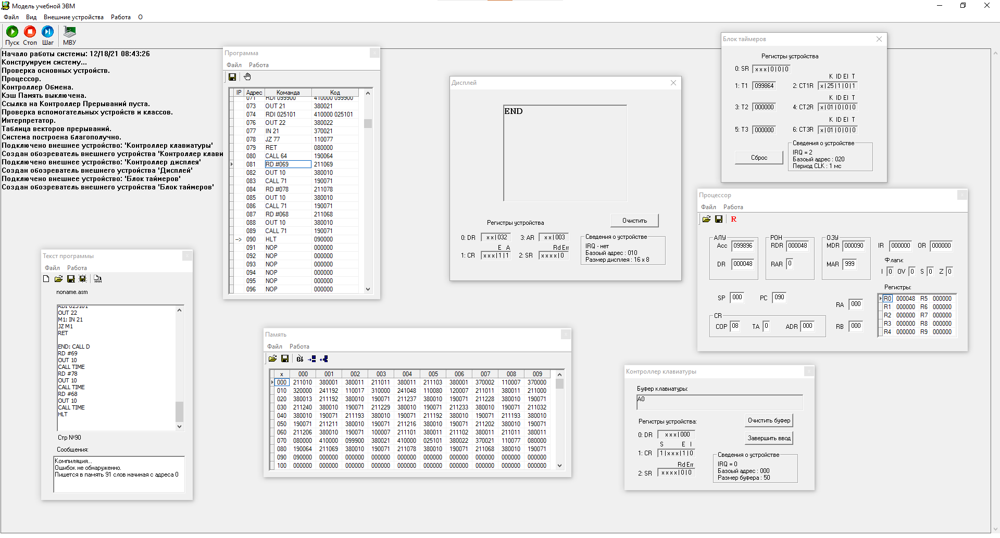 Модель учебной ЭВМ
Файл Вид Внешние устройства Работа О
Пуск Стоп Шаг МВУ
Начало работы системы: 12/18/21 08:43:26
Конструируем систему...
Проверка основных устройств.
Процессор.
Контроллер Обмена.
Кэш Память выключена.
Ссылка на Контроллер Прерываний пуста.
Проверка вспомогательных устройств и классов.
Интерпретатор.
Таблица векторов прерываний.
Система построена благополучно.
Подключено внешнее устройство: 'Контроллер клавиатуры'
Создан обозреватель внешнего устройства 'Контроллер клави
Подключено внешнее устройство: 'Контроллер дисплея'
Создан обозреватель внешнего устройства 'Дисплей'
Подключено внешнее устройство: 'Блок таймеров'
Создан обозреватель внешнего устройства 'Блок таймеров'
Программа
Файл Работа
IP Адрес Команда Код
071 RDI 099900 410000 099900
073 OUT 21 380021
074 RDI 025101 410000 025101
076 OUT 22 380022
077 IN 21 370021
078 JZ 77 110077
079 RET 080000
080 CALL 64 190064
081 RD #069 211069
082 OUT 10 380010
083 CALL 71 190071
084 RD #078 211078
085 OUT 10 380010
086 CALL 71 190071
087 RD #068 211068
088 OUT 10 380010
089 CALL 71 190071
--> 090 HLT 090000
091 NOP 000000
092 NOP 000000
093 NOP 000000
094 NOP 000000
095 NOP 000000
096 NOP 000000
Текст программы
Файл Работа
noname.asm
RDI 025101
OUT 22
M1: IN 21
JZ M1
RET
END: CALL D
RD #69
OUT 10
CALL TIME
RD #78
OUT 10
CALL TIME
RD #68
OUT 10
CALL TIME
HLT
Стр №90
Сообщения:
Компиляция...
Ошибок не обнаруженно.
Пишется в память 91 слов начиная с адреса 0
Дисплей
END
Очистить
Регистры устройства
0: DR xx|032 3: AR xx|003
E A Rd Err
1: CR xxx|1|1 2: SR xxxx|0
Сведения о устройстве
IRQ - нет
Базоый адрес : 010
Размер дисплея : 16 x 8
Память
Файл Работа
Go
x 000 001 002 003 004 005 006 007 008 009
000 211010 380001 380011 211011 380011 211103 380001 370002 110007 370000
010 320000 241192 110017 310000 241048 110080 120007 211011 380011 211000
020 380013 211192 380010 190071 211237 380010 190071 211228 380010 190071
030 211240 380010 190071 211229 380010 190071 211233 380010 190071 211032
040 380010 190071 211193 380010 190071 211192 380010 190071 211193 380010
050 190071 211211 380010 190071 211216 380010 190071 211202 380010 190071
060 211206 380010 190071 100007 211101 380011 211102 380011 211011 380011
070 080000 410000 099900 380021 410000 025101 380022 370021 110077 080000
080 190064 211069 380010 190071 211078 380010 190071 211068 380010 190071
090 090000 000000 000000 000000 000000 000000 000000 000000 000000 000000
100 000000 000000 000000 000000 000000 000000 000000 000000 000000 000000
Блок таймеров
Регистры устройства
0: SR xxx|0|0|0
K ID EI T
1: T1 099864 2: CT1R x|25|1|0|1
K ID EI T
3: T2 000000 4: CT2R x|01|0|0|0
K ID EI T
5: T3 000000 6: CT3R x|01|0|0|0
Сброс
Сведения о устройстве
IRQ = 2
Базоый адрес : 020
Период CLK : 1 мс
Процессор
Файл Работа
R
АЛУ РОН ОЗУ
Acc 099896 RDR 000048 MDR 000090 IR 000000 OR 000000
Флаги:
DR 000048 RAR 0 MAR 999
I 0 OV 0 S 0 Z 0
Регистры:
SP 000 PC 090 RA 000
CR
COP 08 TA 0 ADR 000 RB 000
R0 000048 R5 000000
R1 000000 R6 000000
R2 000000 R7 000000
R3 000000 R8 000000
R4 000000 R9 000000
Контроллер клавиатуры
Буфер клавиатуры:
A0
Регистры устройства:
Очистить буфер
Завершить ввод
0: DR xxx|000
S E I
1: CR 1|xxx|1|0
Rd Err
2: SR xxxx|0|0
Сведения о устройстве
IRQ = 0
Базоый адрес : 000
Размер буфера : 50